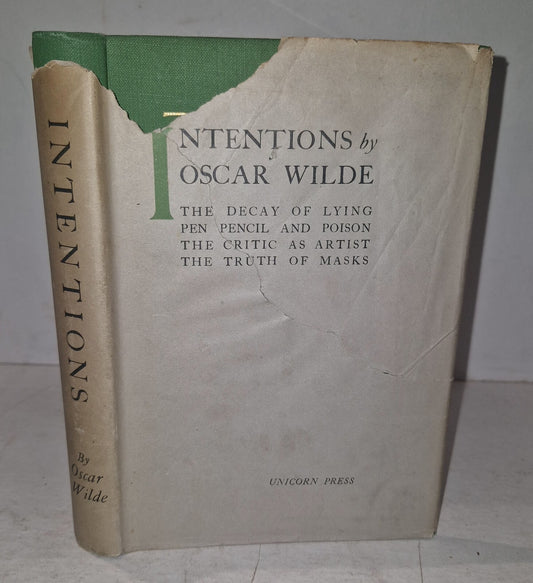 INTENTIONS
By
Oscar
Wilde
INTENTIONS by
OSCAR WILDE
THE DECAY OF LYING
PEN PENCIL AND POISON
THE CRITIC AS ARTIST
THE TRUTH OF MASKS
UNICORN PRESS